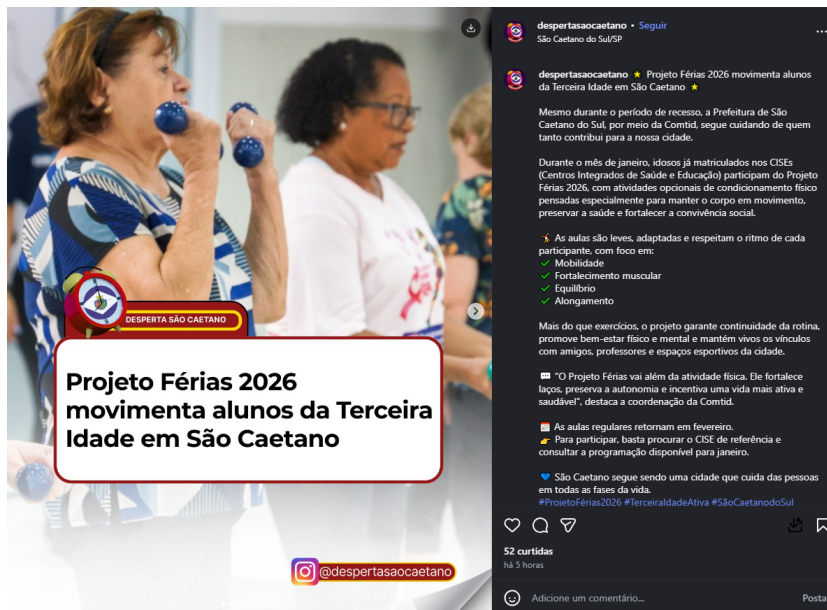 DESPERTA SÃO CAETANO
Projeto Férias 2026
movimenta alunos da Terceira
Idade em São Caetano
@despertasaocaetano
despertasaocaetano • Seguir
São Caetano do Sul/SP
despertasaocaetano ⭐ Projeto Férias 2026 movimenta alunos
da Terceira Idade em São Caetano ⭐
Mesmo durante o período de recesso, a Prefeitura de São
Caetano do Sul, por meio da Comtid, segue cuidando de quem
tanto contribui para a nossa cidade.
Durante o mês de janeiro, idosos já matriculados nos CISEs
(Centros Integrados de Saúde e Educação) participam do Projeto
Férias 2026, com atividades opcionais de condicionamento físico
pensadas especialmente para manter o corpo em movimento,
preservar a saúde e fortalecer a convivência social.
As aulas são leves, adaptadas e respeitam o ritmo de cada
participante, com foco em:
✔ Mobilidade
✔ Fortalecimento muscular
✔ Equilíbrio
✔ Alongamento
Mais do que exercícios, o projeto garante continuidade da rotina,
promove bem-estar físico e mental e mantém vivos os vínculos
com amigos, professores e espaços esportivos da cidade.
💬 “O Projeto Férias vai além da atividade física. Ele fortalece
laços, preserva a autonomia e incentiva uma vida mais ativa e
saudável”, destaca a coordenação da Comtid.
📅 As aulas regulares retornam em fevereiro.
👉 Para participar, basta procurar o CISE de referência e
consultar a programação disponível para janeiro.
💙 São Caetano segue sendo uma cidade que cuida das pessoas
em todas as fases da vida.
#ProjetoFérias2026 #TerceiraIdadeAtiva #SãoCaetanodoSul
52 curtidas
há 5 horas
Adicione um comentário...
Posta